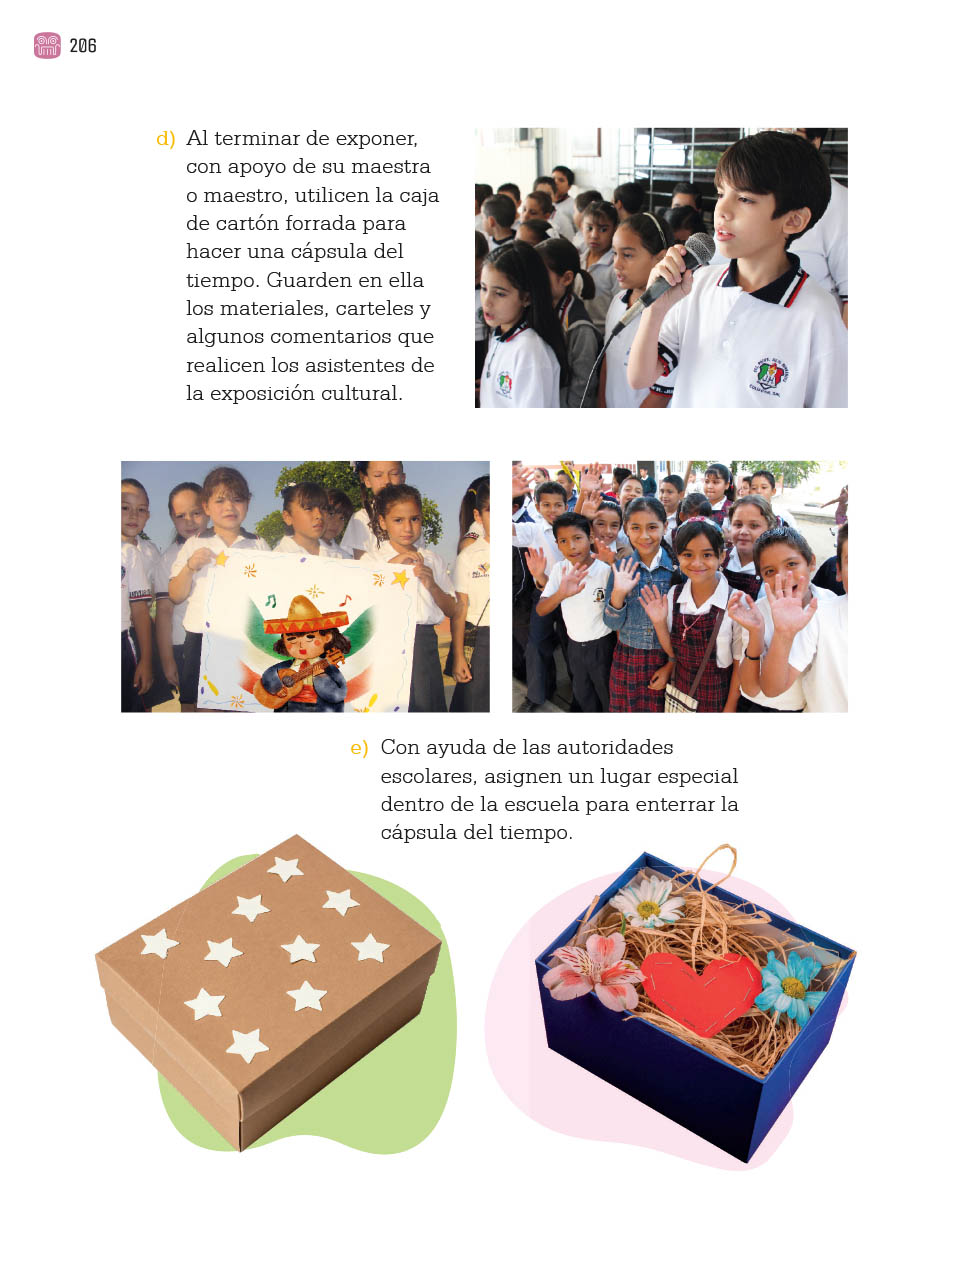 206
d) Al terminar de exponer,
con apoyo de su maestra
o maestro, utilicen la caja
de cartón forrada para
hacer una cápsula del
tiempo. Guarden en ella
los materiales, carteles y
algunos comentarios que
realicen los asistentes de
la exposición cultural.
e) Con ayuda de las autoridades
escolares, asignen un lugar especial
dentro de la escuela para enterrar la
cápsula del tiempo.